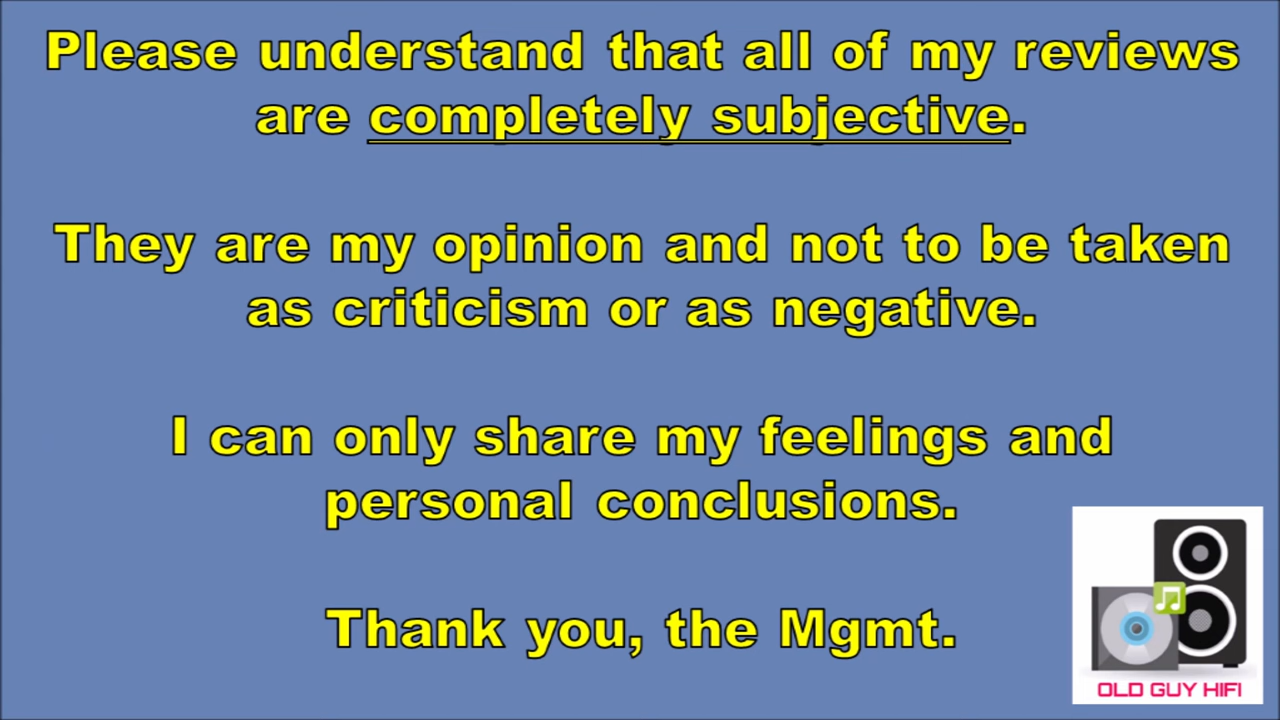 Please understand that all of my reviews
are completely subjective.
They are my opinion and not to be taken
as criticism or as negative.
I can only share my feelings and
personal conclusions.
Thank you, the Mgmt.
OLD GUY HIFI